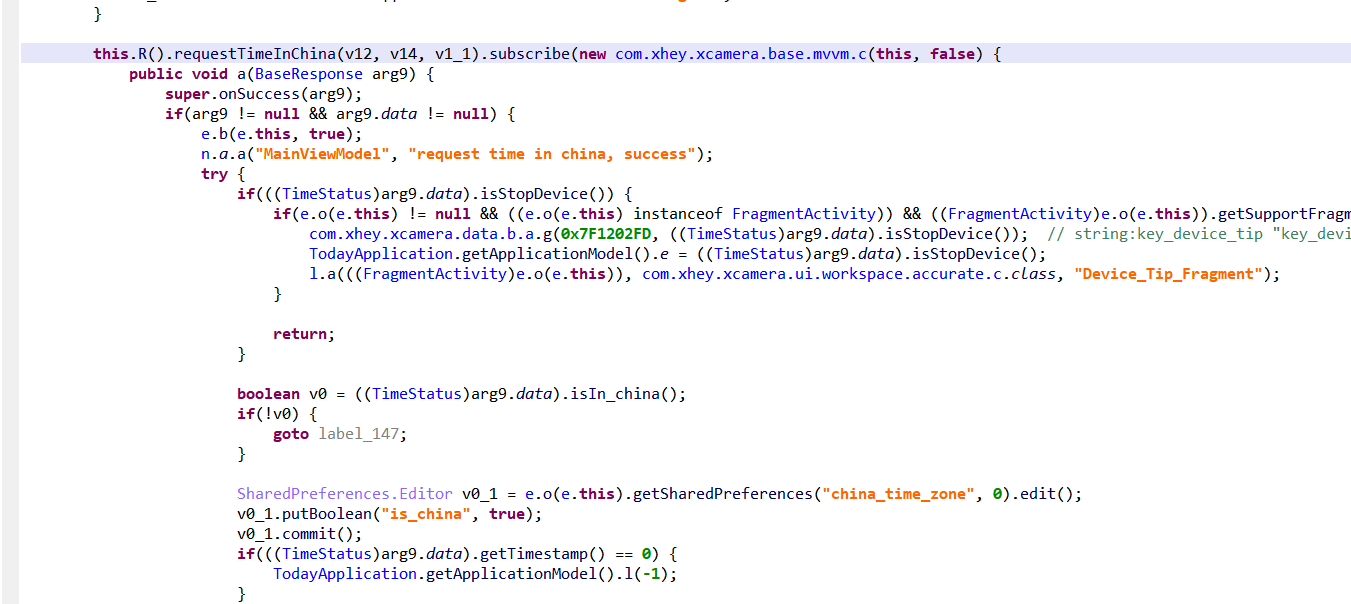 }
this.R().requestTimeInChina(v12, v14, v1_1).subscribe(new com.xhey.xcamera.base.mvvm.c(this, false) {
public void a(BaseResponse arg9) {
super.onSuccess(arg9);
if(arg9 != null && arg9.data != null) {
e.b(e.this, true);
n.a.a("MainViewModel", "request time in china, success");
try {
if(((TimeStatus)arg9.data).isStopDevice()) {
if(e.o(e.this) != null && ((e.o(e.this) instanceof FragmentActivity)) && ((FragmentActivity)e.o(e.this)).getSupportFragm
com.xhey.xcamera.data.b.a.g(0x7F1202FD, ((TimeStatus)arg9.data).isStopDevice());  // string:key_device_tip "key_devi
TodayApplication.getApplicationModel().e = ((TimeStatus)arg9.data).isStopDevice();
l.a(((FragmentActivity)e.o(e.this)), com.xhey.xcamera.ui.workspace.accurate.c.class, "Device_Tip_Fragment");
}
return;
}
boolean v0 = ((TimeStatus)arg9.data).isIn_china();
if(!v0) {
goto label_147;
}
SharedPreferences.Editor v0_1 = e.o(e.this).getSharedPreferences("china_time_zone", 0).edit();
v0_1.putBoolean("is_china", true);
v0_1.commit();
if(((TimeStatus)arg9.data).getTimestamp() == 0) {
TodayApplication.getApplicationModel().l(-1);
}